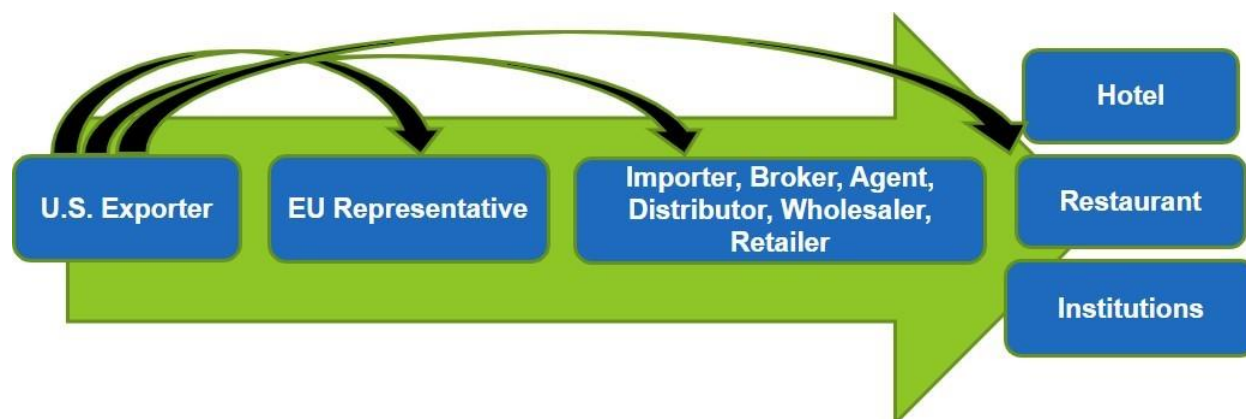 Hotel
U.S. Exporter
EU Representative
Importer, Broker, Agent,
Distributor, Wholesaler,
Retailer
Restaurant
Institutions